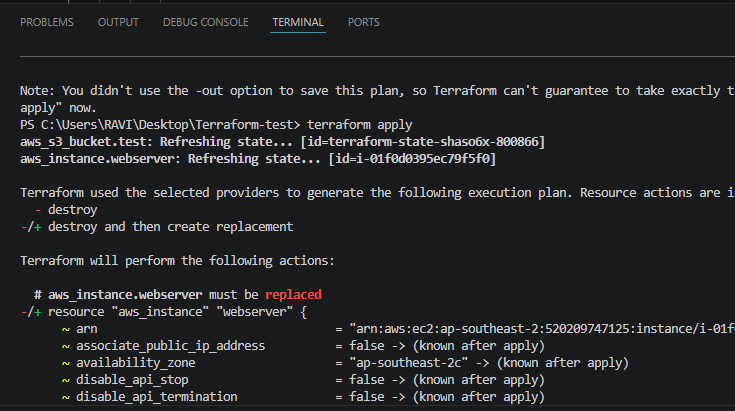 PROBLEMS OUTPUT DEBUG CONSOLE TERMINAL PORTS
Note: You didn't use the -out option to save this plan, so Terraform can't guarantee to take exactly t
apply" now.
PS C:\Users\RAVI\Desktop\Terraform-test> terraform apply
aws_s3_bucket.test: Refreshing state... [id=terraform-state-shaso6x-800866]
aws_instance.webserver: Refreshing state... [id=i-01f0d0395ec79f5f0]
Terraform used the selected providers to generate the following execution plan. Resource actions are i
- destroy
-/+ destroy and then create replacement
Terraform will perform the following actions:
# aws_instance.webserver must be replaced
-/+ resource "aws_instance" "webserver" {
~ arn = "arn:aws:ec2:ap-southeast-2:520209747125:instance/i-01f
~ associate_public_ip_address = false -> (known after apply)
~ availability_zone = "ap-southeast-2c" -> (known after apply)
~ disable_api_stop = false -> (known after apply)
~ disable_api_termination = false -> (known after apply)